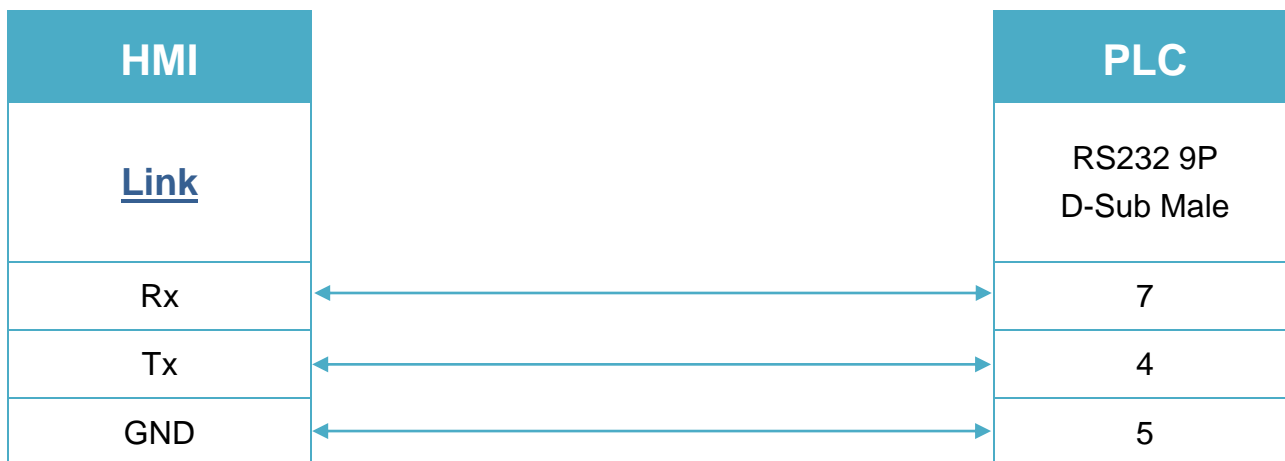 HMI
PLC
Link
RS232 9P
D-Sub Male
Rx
7
Tx
4
GND
5